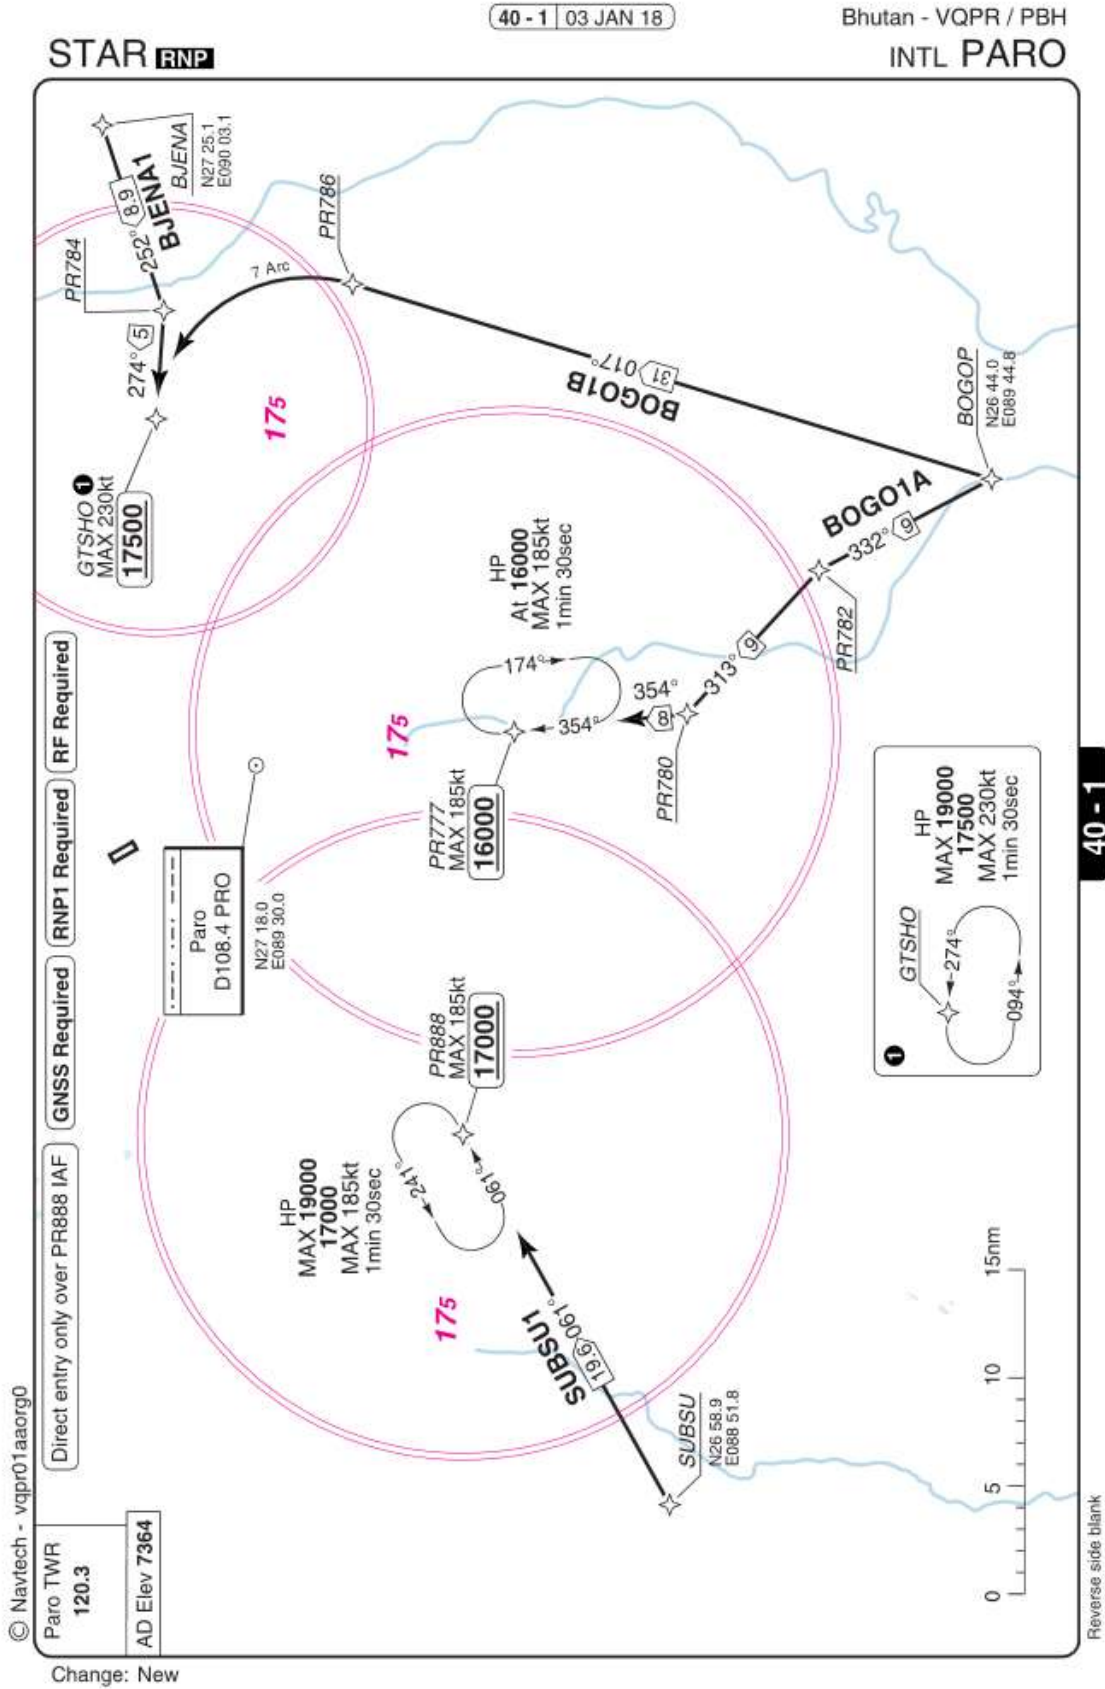 40 - 1 03 JAN 18
Bhutan - VQPR / PBH
STAR RNP
INTL PARO
© Navtech - vqpr01aaorg0
Paro TWR
120.3
AD Elev 7364
Direct entry only over PR888 IAF
GNSS Required
RNP1 Required
RF Required
BJENA
N27 25.1
E090 03.1
BJENA1
252°
8.9
PR784
274°
5
GTSHO 1
MAX 230kt
17500
7 Arc
PR786
175
BOGO1B
31
017°
BOGOP
N26 44.0
E089 44.8
BOGO1A
332°
9
PR782
313°
9
PR780
354°
8
HP
At 16000
MAX 185kt
1min 30sec
174°
354°
175
PR777
MAX 185kt
16000
Paro
D108.4 PRO
N27 18.0
E089 30.0
PR888
MAX 185kt
17000
HP
MAX 19000
17000
MAX 185kt
1min 30sec
241°
061°
175
SUBSU1
19.6
061°
SUBSU
N26 58.9
E088 51.8
1
GTSHO
274°
094°
HP
MAX 19000
17500
MAX 230kt
1min 30sec
0 5 10 15nm
40 - 1
Reverse side blank
Change: New